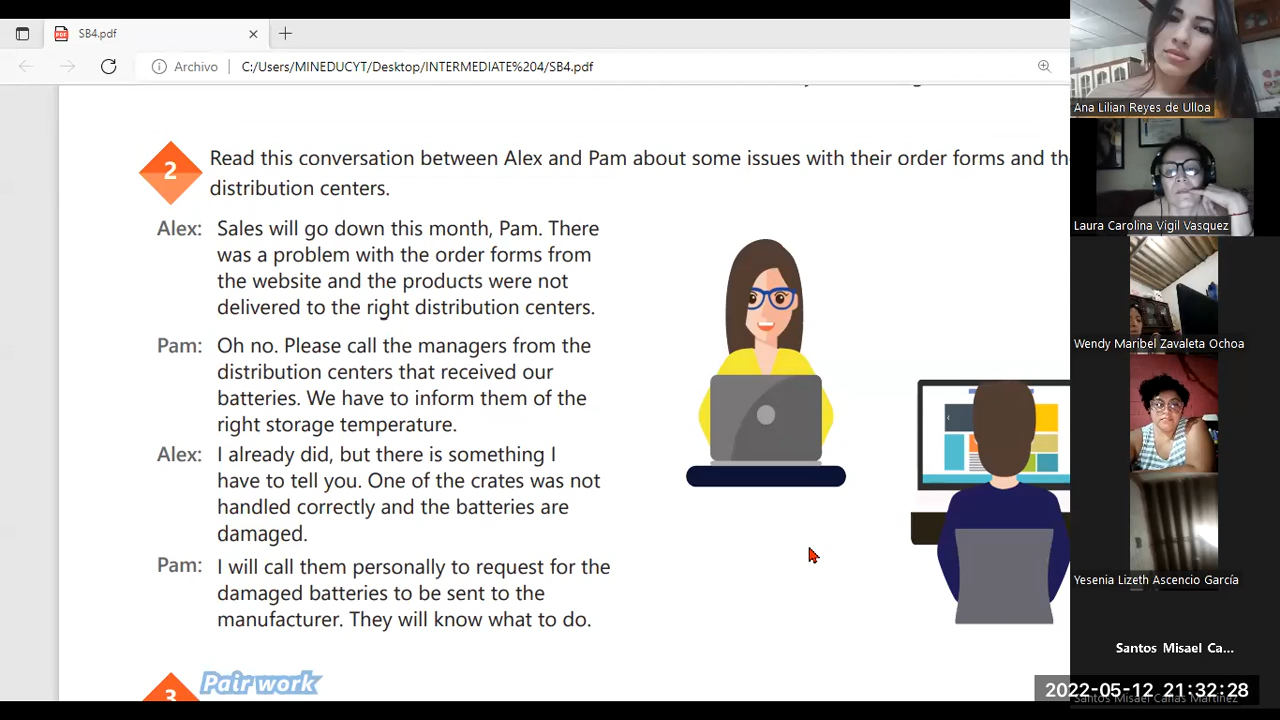 SB4.pdf
Archivo
C:/Users/MINEDUCYT/Desktop/INTERMEDIATE%204/SB4.pdf
2
Read this conversation between Alex and Pam about some issues with their order forms and the
distribution centers.
Alex: Sales will go down this month, Pam. There
was a problem with the order forms from
the website and the products were not
delivered to the right distribution centers.
Pam: Oh no. Please call the managers from the
distribution centers that received our
batteries. We have to inform them of the
right storage temperature.
Alex: I already did, but there is something I
have to tell you. One of the crates was not
handled correctly and the batteries are
damaged.
Pam: I will call them personally to request for the
damaged batteries to be sent to the
manufacturer. They will know what to do.
3
Pair work
Ana Lilian Reyes de Ulloa
Laura Carolina Vigil Vasquez
Wendy Maribel Zavaleta Ochoa
Yesenia Lizeth Ascencio García
Santos Misael Ca...
Santos Misael Cañas Martínez
2022-05-12 21:32:28